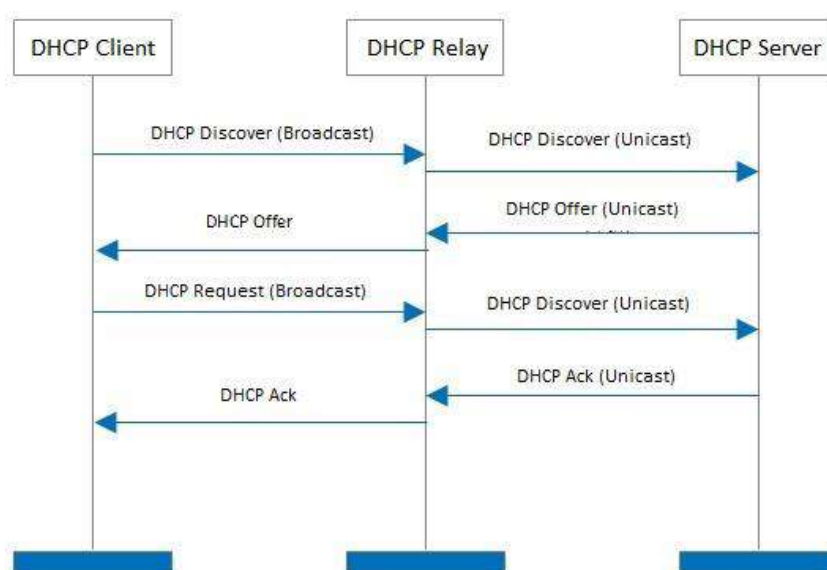 DHCP Client
DHCP Relay
DHCP Server
DHCP Discover (Broadcast)
DHCP Discover (Unicast)
DHCP Offer (Unicast)
DHCP Offer
DHCP Request (Broadcast)
DHCP Discover (Unicast)
DHCP Ack (Unicast)
DHCP Ack